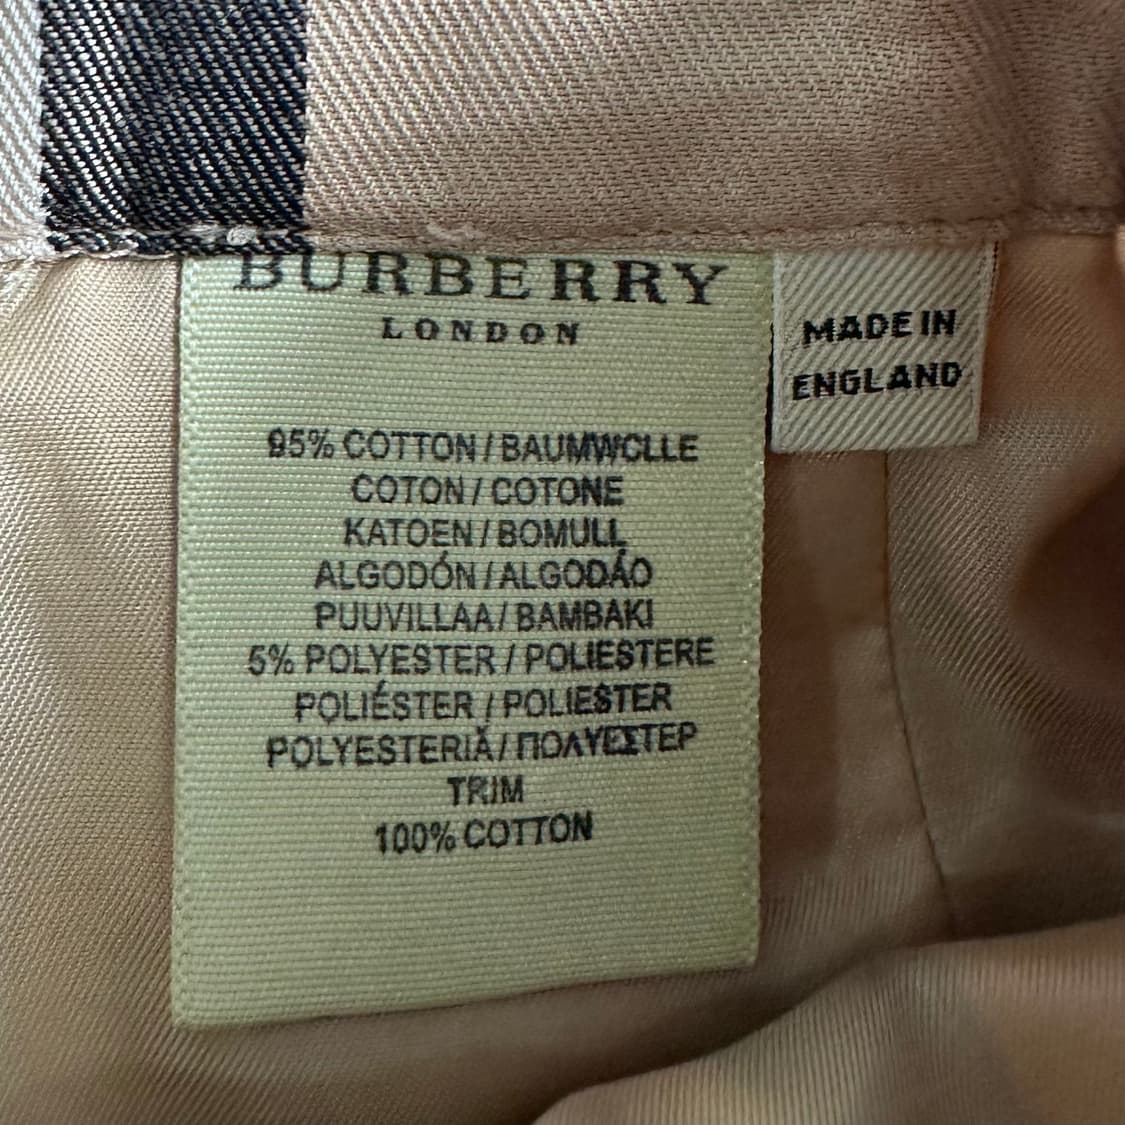 BURBERRY
LONDON
MADE IN
ENGLAND
95% COTTON / BAUMWOLLE
COTON / COTONE
KATOEN / BOMULL
ALGODÓN / ALGODÁO
PUUVILLAA / BAMBAKI
5% POLYESTER / POLIESTERE
POLIÉSTER / POLIESTER
POLYESTERIÄ / ΠΟΛΥΕΣΤΕΡ
TRIM
100% COTTON